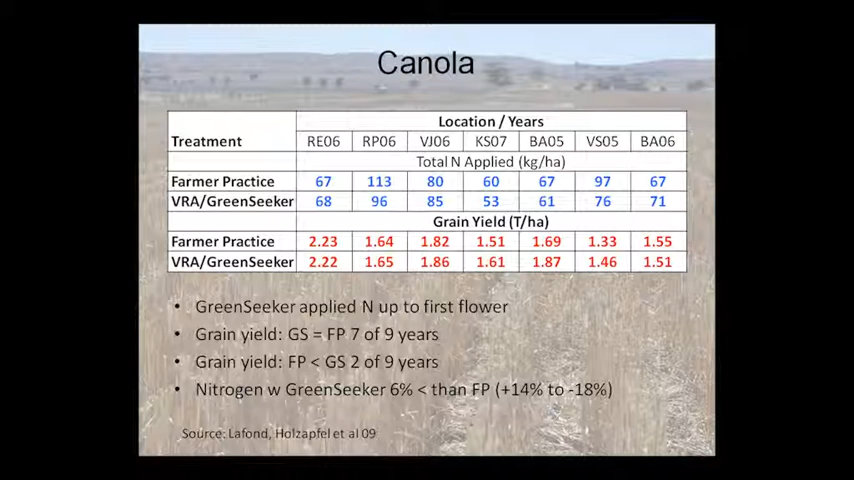 Canola
Location / Years
Treatment RE06 RP06 VJ06 KS07 BA05 VS05 BA06
Total N Applied (kg/ha)
Farmer Practice 67 113 80 60 67 97 67
VRA/GreenSeeker 68 96 85 53 61 76 71
Grain Yield (T/ha)
Farmer Practice 2.23 1.64 1.82 1.51 1.69 1.33 1.55
VRA/GreenSeeker 2.22 1.65 1.86 1.61 1.87 1.46 1.51
• GreenSeeker applied N up to first flower
• Grain yield: GS = FP 7 of 9 years
• Grain yield: FP < GS 2 of 9 years
• Nitrogen w GreenSeeker 6% < than FP (+14% to -18%)
Source: Lafond, Holzapfel et al 09